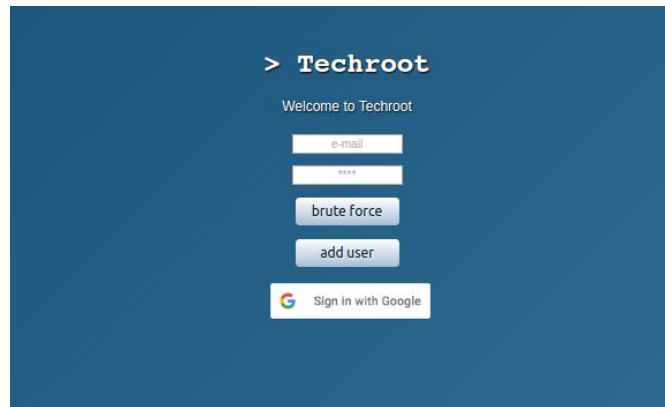 > Techroot
Welcome to Techroot
e-mail
****
brute force
add user
Sign in with Google